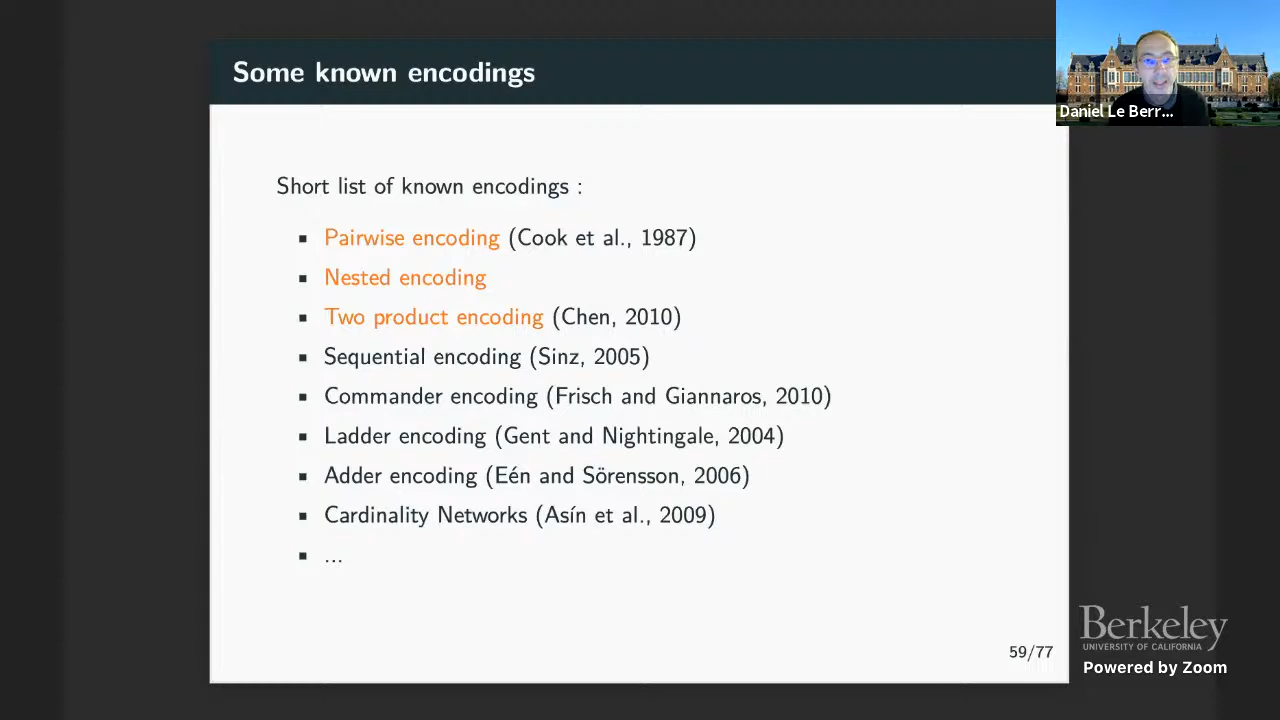 Some known encodings
Daniel Le Berr...
Short list of known encodings :
▪ Pairwise encoding (Cook et al., 1987)
▪ Nested encoding
▪ Two product encoding (Chen, 2010)
▪ Sequential encoding (Sinz, 2005)
▪ Commander encoding (Frisch and Giannaros, 2010)
▪ Ladder encoding (Gent and Nightingale, 2004)
▪ Adder encoding (Eén and Sörensson, 2006)
▪ Cardinality Networks (Asín et al., 2009)
▪ ...
59/77
Berkeley
UNIVERSITY OF CALIFORNIA
Powered by Zoom